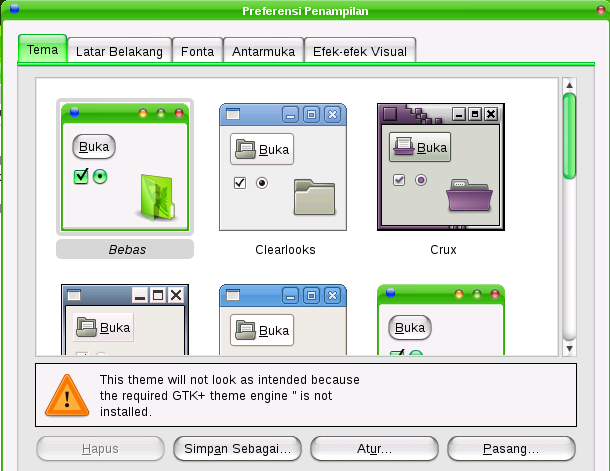 Preferensi Penampilan
Tema Latar Belakang Fonta Antarmuka Efek-efek Visual
Buka Buka Buka
Bebas Clearlooks Crux
Buka Buka Buka
This theme will not look as intended because
the required GTK+ theme engine '' is not
installed.
Hapus Simpan Sebagai... Atur... Pasang...